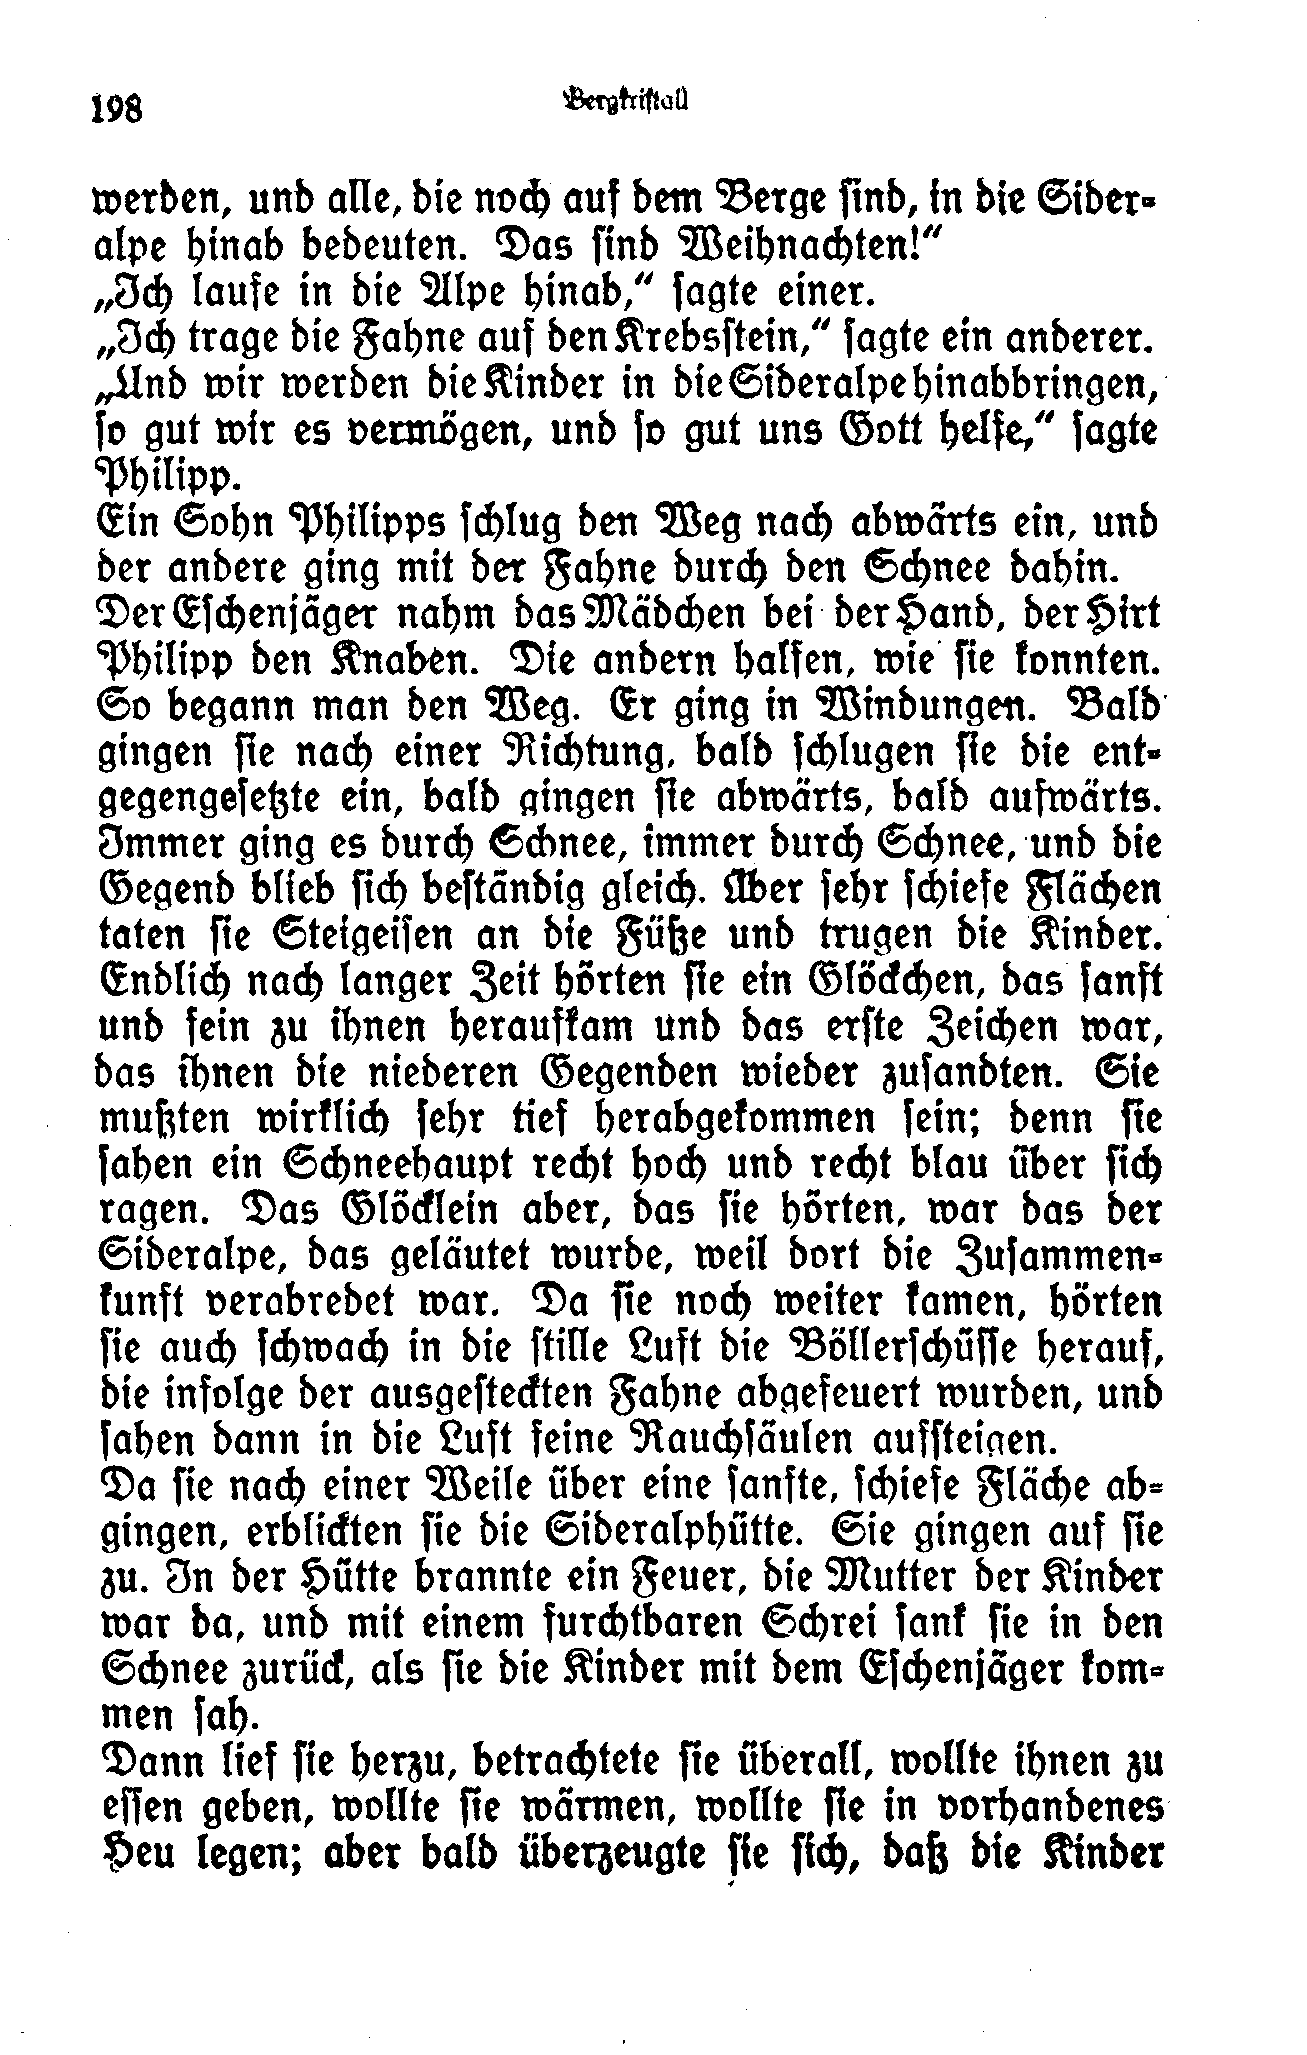 198
Bergkristall
werden, und alle, die noch auf dem Berge sind, in die Sider-
alpe hinab bedeuten. Das sind Weihnachten!“
„Ich laufe in die Alpe hinab,“ sagte einer.
„Ich trage die Fahne auf den Krebsstein,“ sagte ein anderer.
„Und wir werden die Kinder in die Sideralpe hinabbringen,
so gut wir es vermögen, und so gut uns Gott helfe,“ sagte
Philipp.
Ein Sohn Philipps schlug den Weg nach abwärts ein, und
der andere ging mit der Fahne durch den Schnee dahin.
Der Eschenjäger nahm das Mädchen bei der Hand, der Hirt
Philipp den Knaben. Die andern halfen, wie sie konnten.
So begann man den Weg. Er ging in Windungen. Bald
gingen sie nach einer Richtung, bald schlugen sie die ent-
gegengesetzte ein, bald gingen sie abwärts, bald aufwärts.
Immer ging es durch Schnee, immer durch Schnee, und die
Gegend blieb sich beständig gleich. Über sehr schiefe Flächen
taten sie Steigeisen an die Füße und trugen die Kinder.
Endlich nach langer Zeit hörten sie ein Glöckchen, das sanft
und fein zu ihnen heraufkam und das erste Zeichen war,
das ihnen die niederen Gegenden wieder zusandten. Sie
mußten wirklich sehr tief herabgekommen sein; denn sie
sahen ein Schneehaupt recht hoch und recht blau über sich
ragen. Das Glöcklein aber, das sie hörten, war das der
Sideralpe, das geläutet wurde, weil dort die Zusammen-
kunft verabredet war. Da sie noch weiter kamen, hörten
sie auch schwach in die stille Luft die Böllerschüsse herauf,
die infolge der ausgesteckten Fahne abgefeuert wurden, und
sahen dann in die Luft feine Rauchsäulen aufsteigen.
Da sie nach einer Weile über eine sanfte, schiefe Fläche ab-
gingen, erblickten sie die Sideralphütte. Sie gingen auf sie
zu. In der Hütte brannte ein Feuer, die Mutter der Kinder
war da, und mit einem furchtbaren Schrei sank sie in den
Schnee zurück, als sie die Kinder mit dem Eschenjäger kom-
men sah.
Dann lief sie herzu, betrachtete sie überall, wollte ihnen zu
essen geben, wollte sie wärmen, wollte sie in vorhandenes
Heu legen; aber bald überzeugte sie sich, daß die Kinder